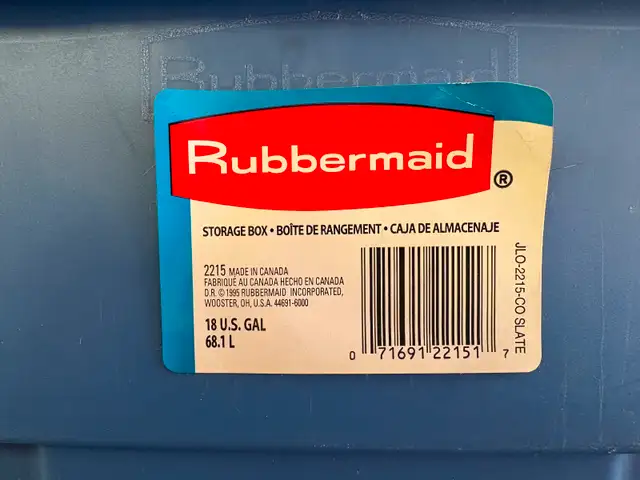 Rubbermaid
Rubbermaid®
STORAGE BOX • BOÎTE DE RANGEMENT • CAJA DE ALMACENAJE
2215 MADE IN CANADA
FABRIQUÉ AU CANADA HECHO EN CANADA
D.R. © 1995 RUBBERMAID INCORPORATED,
WOOSTER, OH, U.S.A. 44691-6000
18 U.S. GAL
68.1 L
0 71691 22151 7
JLO-2215-CO SLATE